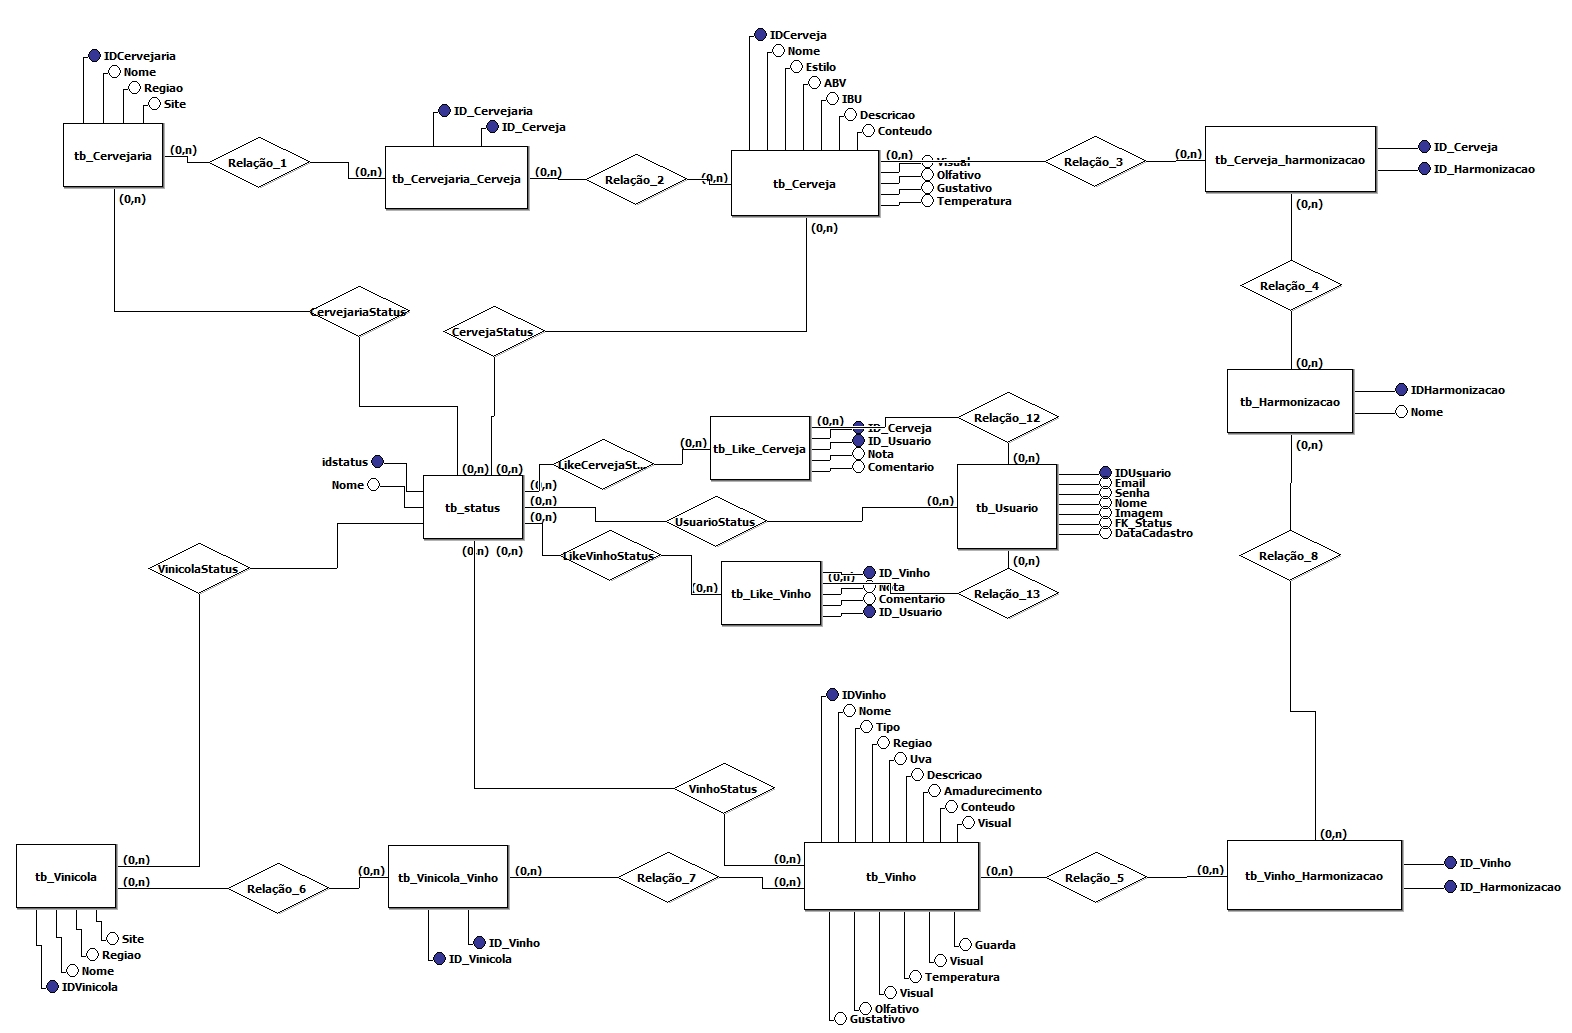 IDCervejaria
Nome
Regiao
Site
tb_Cervejaria
(0,n)
(0,n)
Relação_1
(0,n)
ID_Cervejaria
ID_Cerveja
tb_Cervejaria_Cerveja
(0,n)
Relação_2
(0,n)
IDCerveja
Nome
Estilo
ABV
IBU
Descricao
Conteudo
tb_Cerveja
(0,n)
Visual
Olfativo
Gustativo
Temperatura
(0,n)
Relação_3
(0,n)
tb_Cerveja_harmonizacao
ID_Cerveja
ID_Harmonizacao
(0,n)
Relação_4
(0,n)
tb_Harmonizacao
IDHarmonizacao
Nome
(0,n)
Relação_8
(0,n)
CervejariaStatus
CervejaStatus
idstatus
Nome
(0,n)
(0,n)
tb_status
(0,n)
(0,n)
(0,n)
(0,n)
(0,n)
LikeCervejaSt...
(0,n)
tb_Like_Cerveja
(0,n)
ID_Cerveja
ID_Usuario
Nota
Comentario
Relação_12
(0,n)
UsuarioStatus
(0,n)
tb_Usuario
IDUsuario
Email
Senha
Nome
Imagem
FK_Status
DataCadastro
(0,n)
Relação_13
LikeVinhoStatus
(0,n)
tb_Like_Vinho
(0,n)
ID_Vinho
Nota
Comentario
ID_Usuario
VinicolaStatus
VinhoStatus
IDVinho
Nome
Tipo
Regiao
Uva
Descricao
Amadurecimento
Conteudo
Visual
tb_Vinicola
(0,n)
(0,n)
Site
Regiao
Nome
IDVinicola
Relação_6
(0,n)
tb_Vinicola_Vinho
(0,n)
ID_Vinho
ID_Vinicola
Relação_7
(0,n)
(0,n)
tb_Vinho
(0,n)
Guarda
Visual
Temperatura
Visual
Olfativo
Gustativo
Relação_5
(0,n)
tb_Vinho_Harmonizacao
ID_Vinho
ID_Harmonizacao